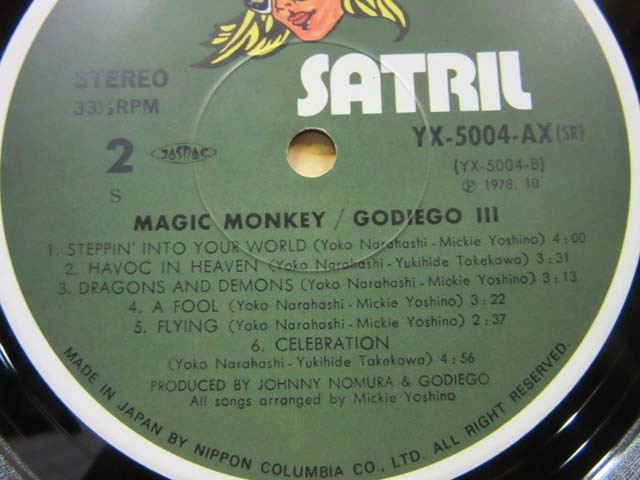 SATRIL
STEREO
33⅓RPM
YX-5004-AX(SR)
2
JASRAC
(YX-5004-B)
S
Ⓟ 1978. 10
MAGIC MONKEY / GODIEGO III
1. STEPPIN' INTO YOUR WORLD (Yoko Narahashi - Mickie Yoshino) 4 : 00
2. HAVOC IN HEAVEN (Yoko Narahashi - Yukihide Takekawa) 3 : 31
3. DRAGONS AND DEMONS (Yoko Narahashi - Mickie Yoshino) 3 : 13
4. A FOOL (Yoko Narahashi - Mickie Yoshino) 3 : 22
5. FLYING (Yoko Narahashi - Mickie Yoshino) 2 : 37
6. CELEBRATION
(Yoko Narahashi - Yukihide Takekawa) 4 : 56
PRODUCED BY JOHNNY NOMURA & GODIEGO
All songs arranged by Mickie Yoshino
MADE IN JAPAN BY NIPPON COLUMBIA CO., LTD. ALL RIGHT RESERVED.